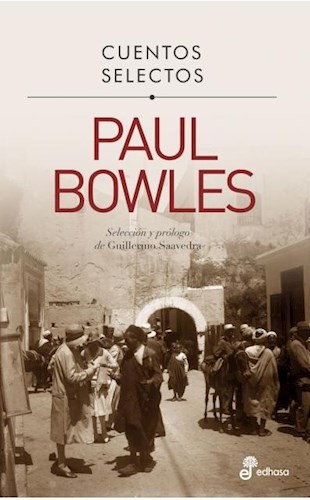 CUENTOS
SELECTOS
PAUL
BOWLES
Selección y prólogo
de Guillermo Saavedra
edhasa